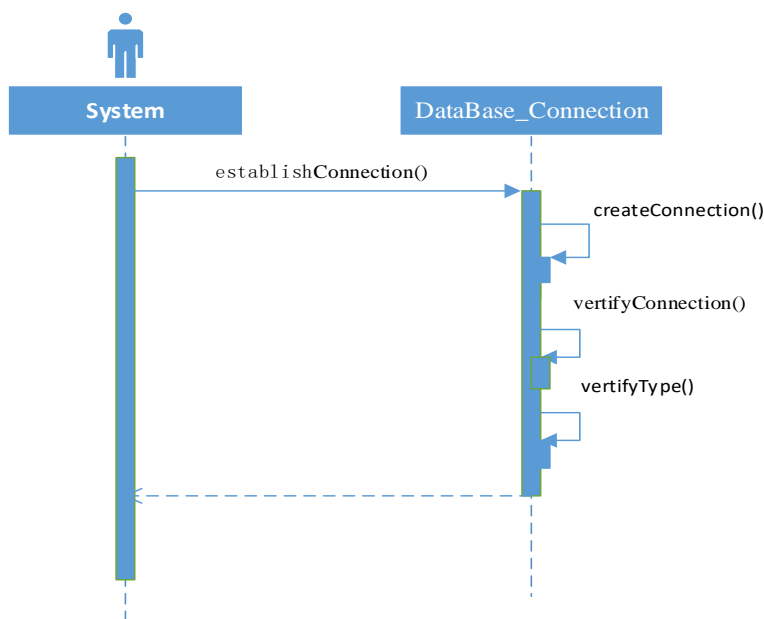 System
DataBase_Connection
establishConnection()
createConnection()
vertifyConnection()
vertifyType()